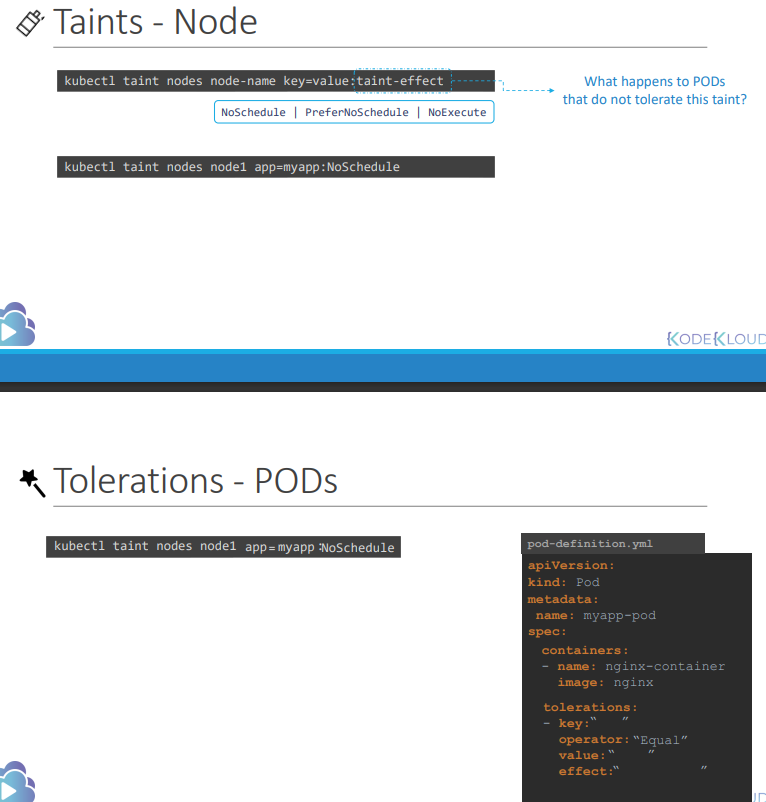 Taints - Node
kubectl taint nodes node-name key=value:taint-effect
What happens to PODs
that do not tolerate this taint?
NoSchedule | PreferNoSchedule | NoExecute
kubectl taint nodes node1 app=myapp:NoSchedule
KODEKLOUD
Tolerations - PODs
kubectl taint nodes node1 app=myapp:NoSchedule
pod-definition.yml
apiVersion:
kind: Pod
metadata:
name: myapp-pod
spec:
containers:
- name: nginx-container
image: nginx
tolerations:
- key:“ ”
operator:“Equal”
value:“ ”
effect:“ ”